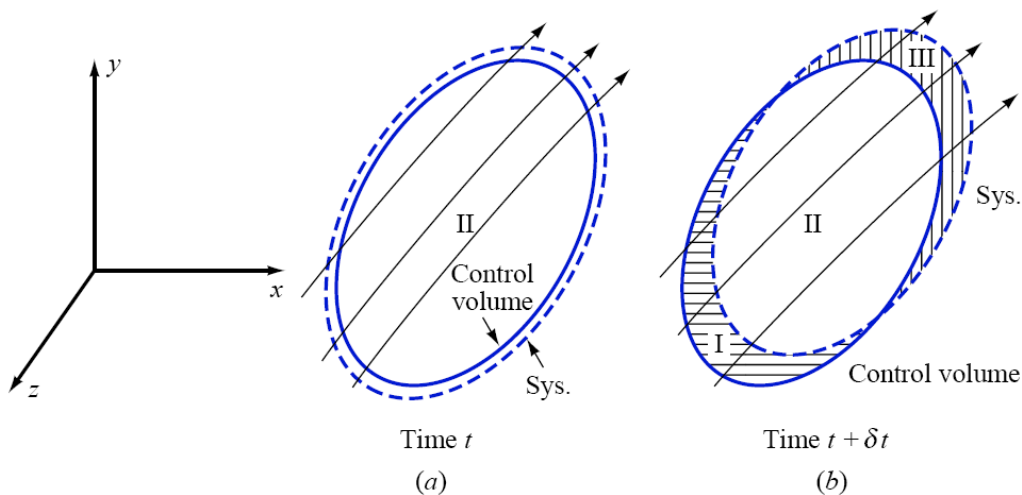 y
x
z
II
Control
volume
Sys.
Time t
(a)
III
Sys.
II
I
Control volume
Time t + δt
(b)